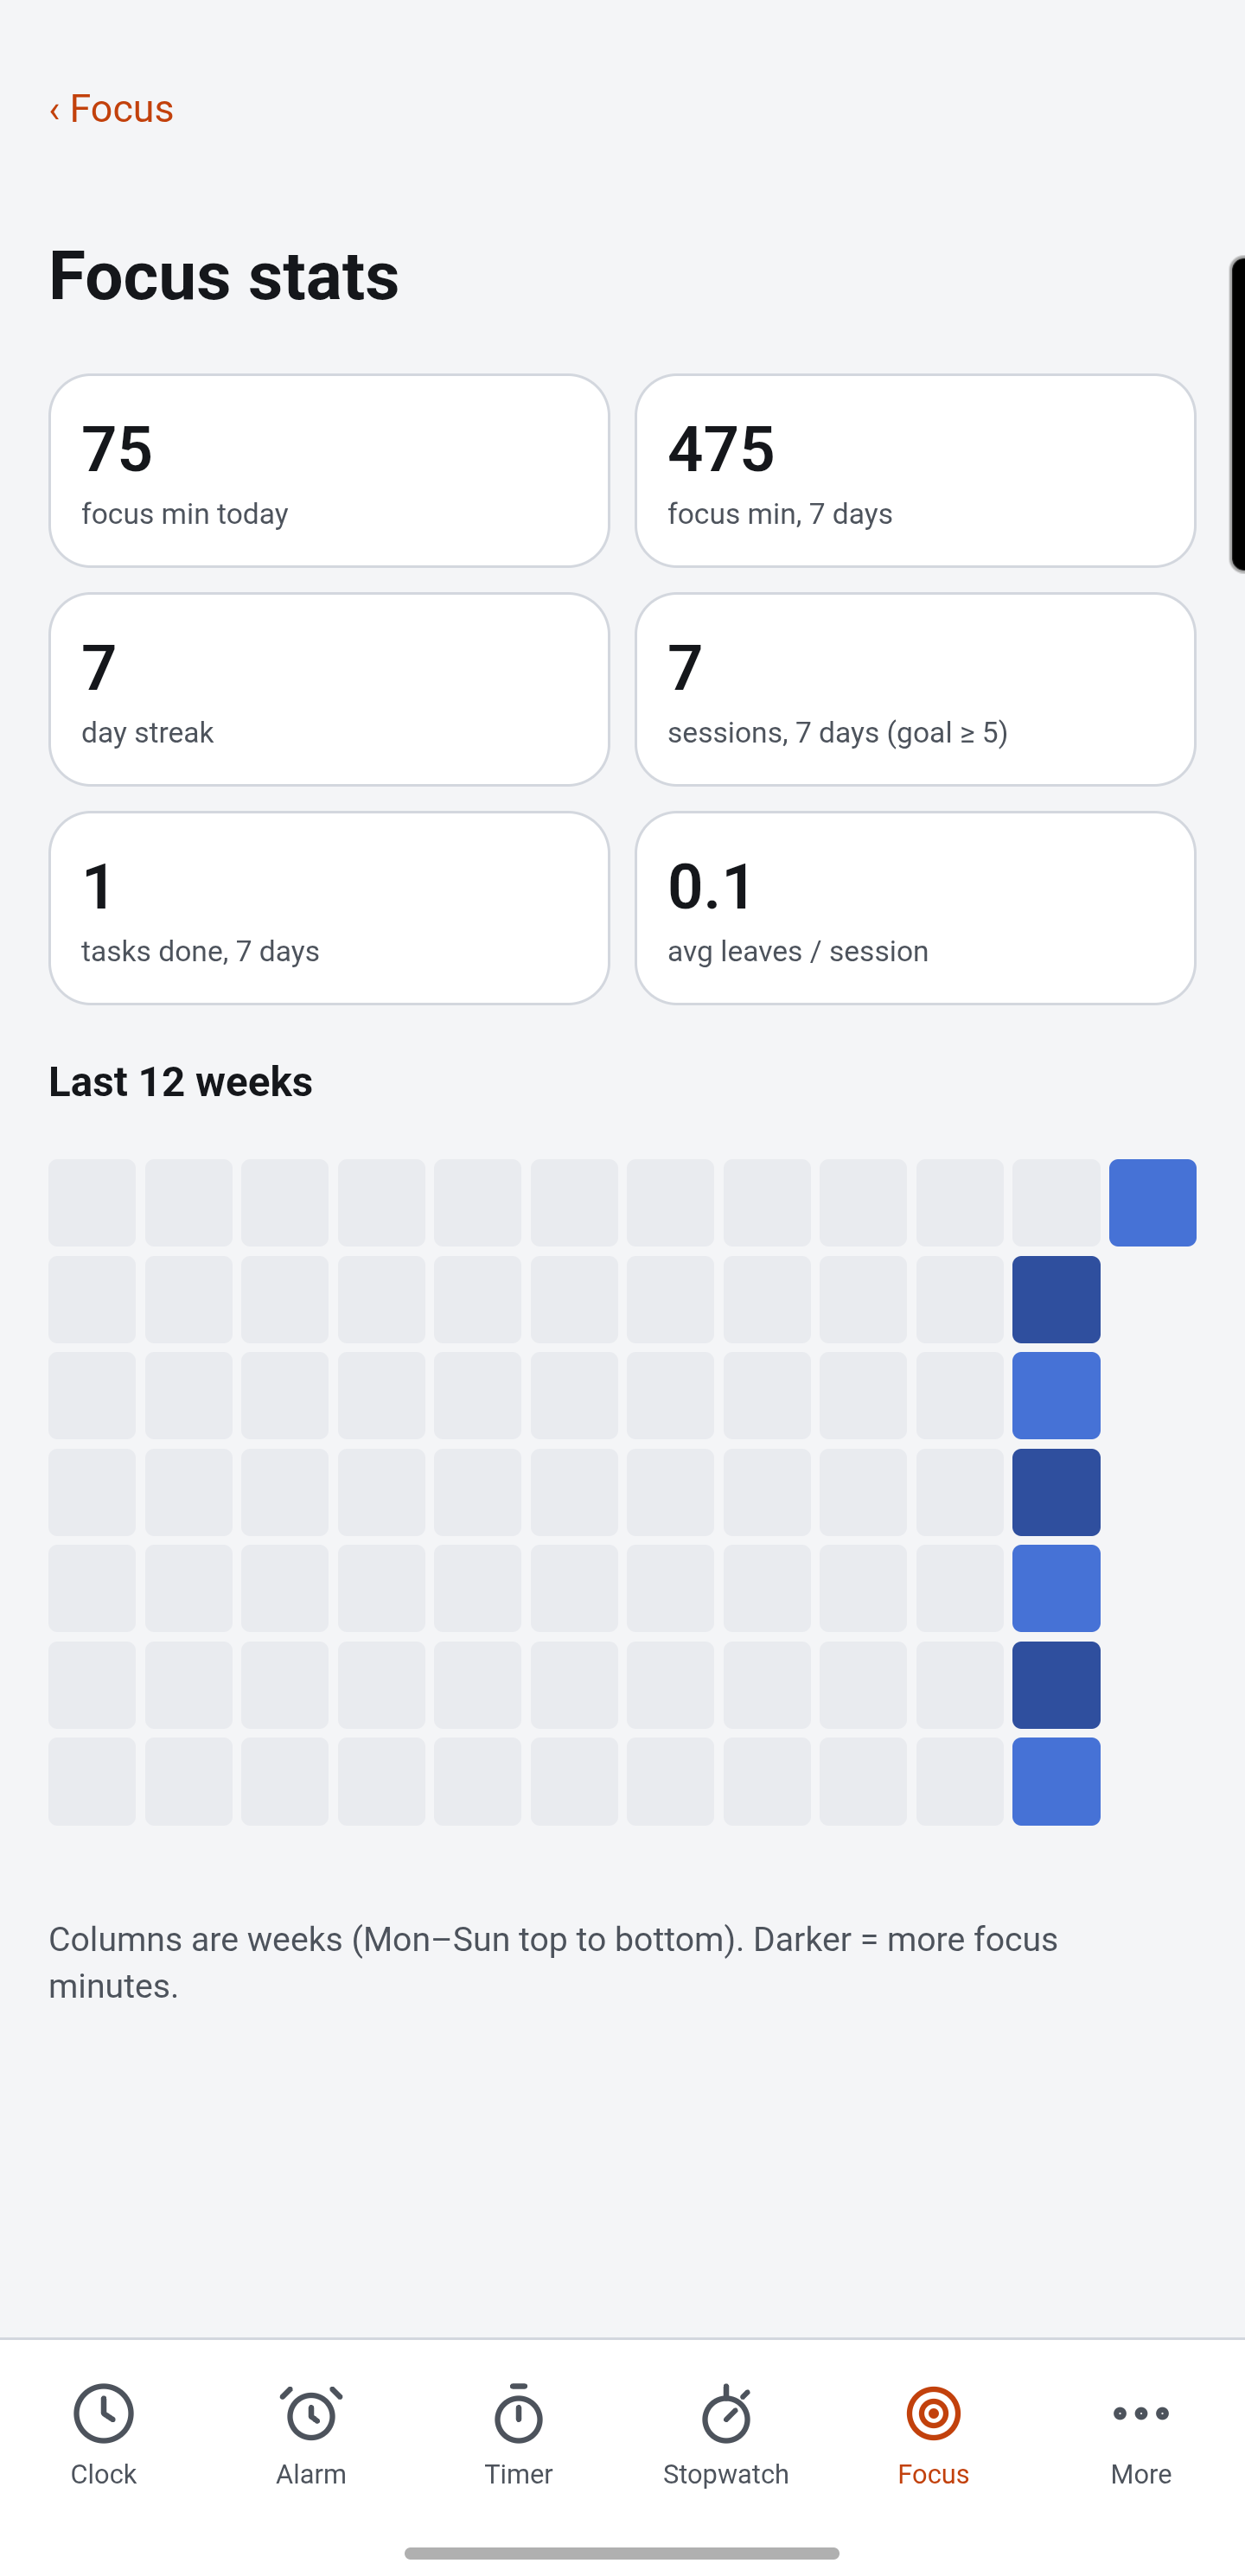 ‹ Focus
Focus stats
75
focus min today
475
focus min, 7 days
7
day streak
7
sessions, 7 days (goal ≥ 5)
1
tasks done, 7 days
0.1
avg leaves / session
Last 12 weeks
Columns are weeks (Mon–Sun top to bottom). Darker = more focus
minutes.
Clock
Alarm
Timer
Stopwatch
Focus
More